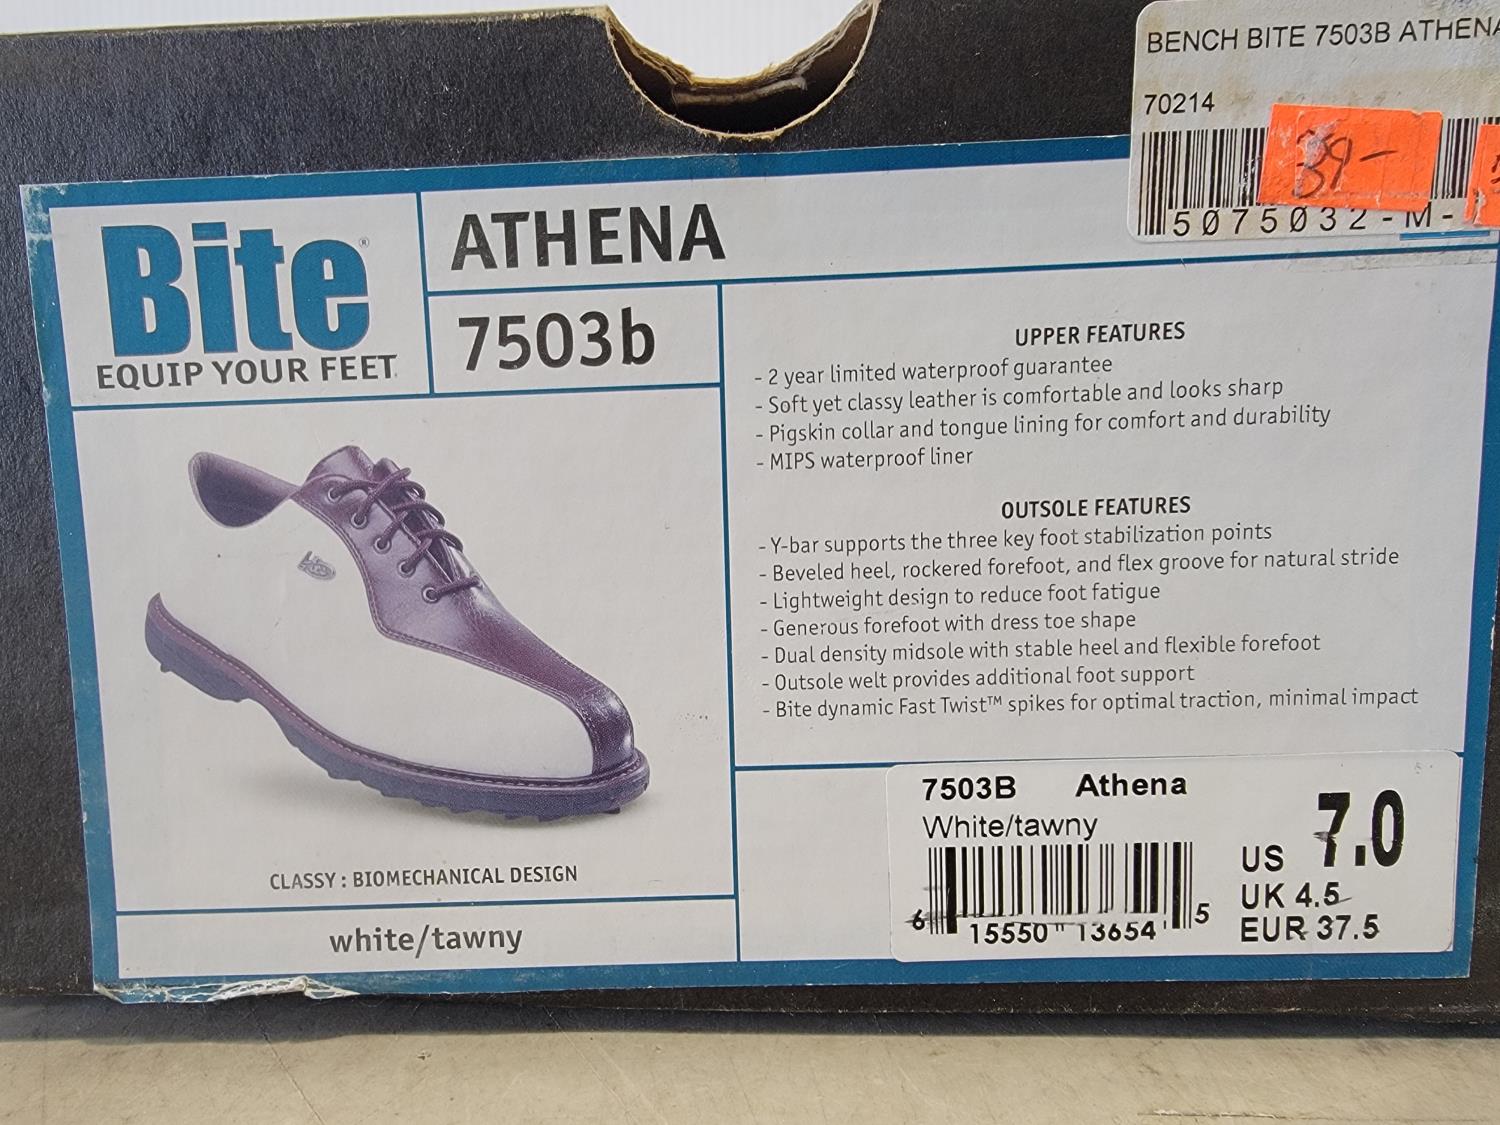 BENCH BITE 7503B ATHENA
70214
39-
5075032-M-
Bite®
EQUIP YOUR FEET
ATHENA
7503b
UPPER FEATURES
- 2 year limited waterproof guarantee
- Soft yet classy leather is comfortable and looks sharp
- Pigskin collar and tongue lining for comfort and durability
- MIPS waterproof liner
OUTSOLE FEATURES
- Y-bar supports the three key foot stabilization points
- Beveled heel, rockered forefoot, and flex groove for natural stride
- Lightweight design to reduce foot fatigue
- Generous forefoot with dress toe shape
- Dual density midsole with stable heel and flexible forefoot
- Outsole welt provides additional foot support
- Bite dynamic Fast Twist™ spikes for optimal traction, minimal impact
CLASSY : BIOMECHANICAL DESIGN
white/tawny
7503B Athena
White/tawny
6 15550 13654 5
US 7.0
UK 4.5
EUR 37.5